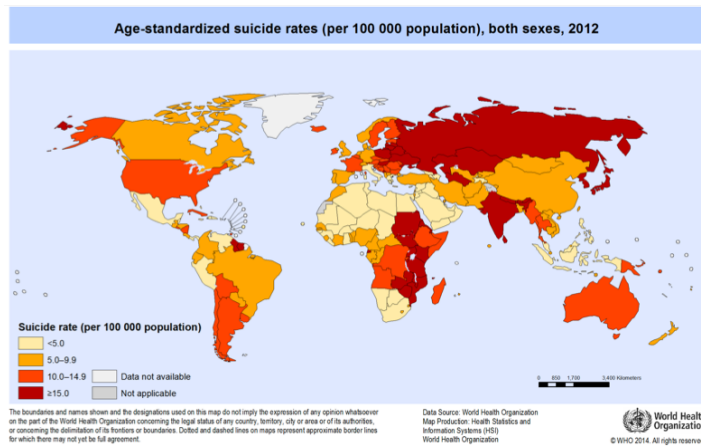 Age-standardized suicide rates (per 100 000 population), both sexes, 2012
Suicide rate (per 100 000 population)
<5.0
5.0–9.9
10.0–14.9
≥15.0
Data not available
Not applicable
0 850 1,700 3,400 Kilometers
The boundaries and names shown and the designations used on this map do not imply the expression of any opinion whatsoever
on the part of the World Health Organization concerning the legal status of any country, territory, city or area or of its authorities,
or concerning the delimitation of its frontiers or boundaries. Dotted and dashed lines on maps represent approximate border lines
for which there may not yet be full agreement.
Data Source: World Health Organization
Map Production: Health Statistics and
Information Systems (HSI)
World Health Organization
World Heal
Organizatio
© WHO 2014. All rights reserve